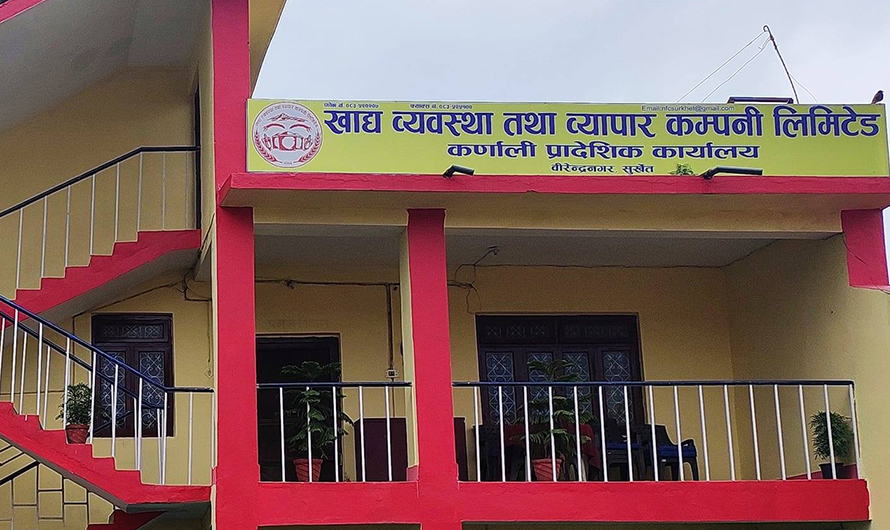 खाद्य व्यवस्था तथा व्यापार कम्पनी लिमिटेड
कर्णाली प्रादेशिक कार्यालय
वीरेन्द्रनगर सुर्खेत